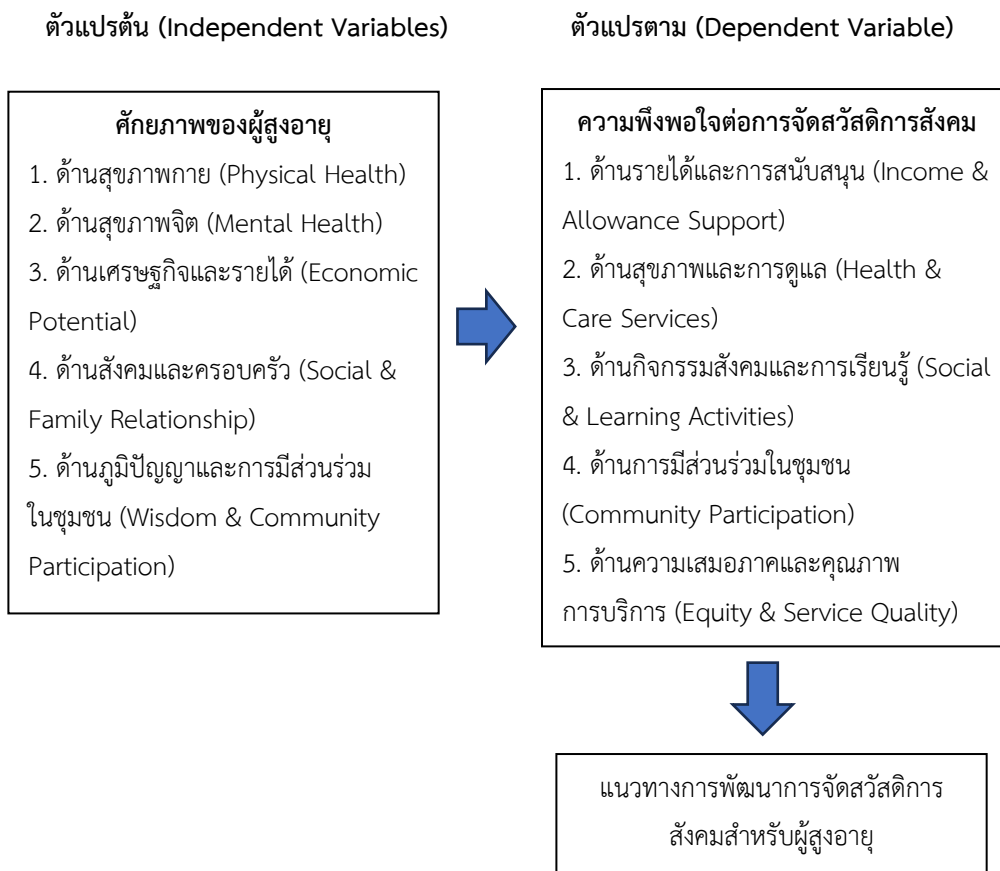 ตัวแปรต้น (Independent Variables)
ตัวแปรตาม (Dependent Variable)
ศักยภาพของผู้สูงอายุ
1. ด้านสุขภาพกาย (Physical Health)
2. ด้านสุขภาพจิต (Mental Health)
3. ด้านเศรษฐกิจและรายได้ (Economic
Potential)
4. ด้านสังคมและครอบครัว (Social &
Family Relationship)
5. ด้านภูมิปัญญาและการมีส่วนร่วม
ในชุมชน (Wisdom & Community
Participation)
ความพึงพอใจต่อการจัดสวัสดิการสังคม
1. ด้านรายได้และการสนับสนุน (Income &
Allowance Support)
2. ด้านสุขภาพและการดูแล (Health &
Care Services)
3. ด้านกิจกรรมสังคมและการเรียนรู้ (Social
& Learning Activities)
4. ด้านการมีส่วนร่วมในชุมชน
(Community Participation)
5. ด้านความเสมอภาคและคุณภาพ
การบริการ (Equity & Service Quality)
แนวทางการพัฒนาการจัดสวัสดิการ
สังคมสำหรับผู้สูงอายุ